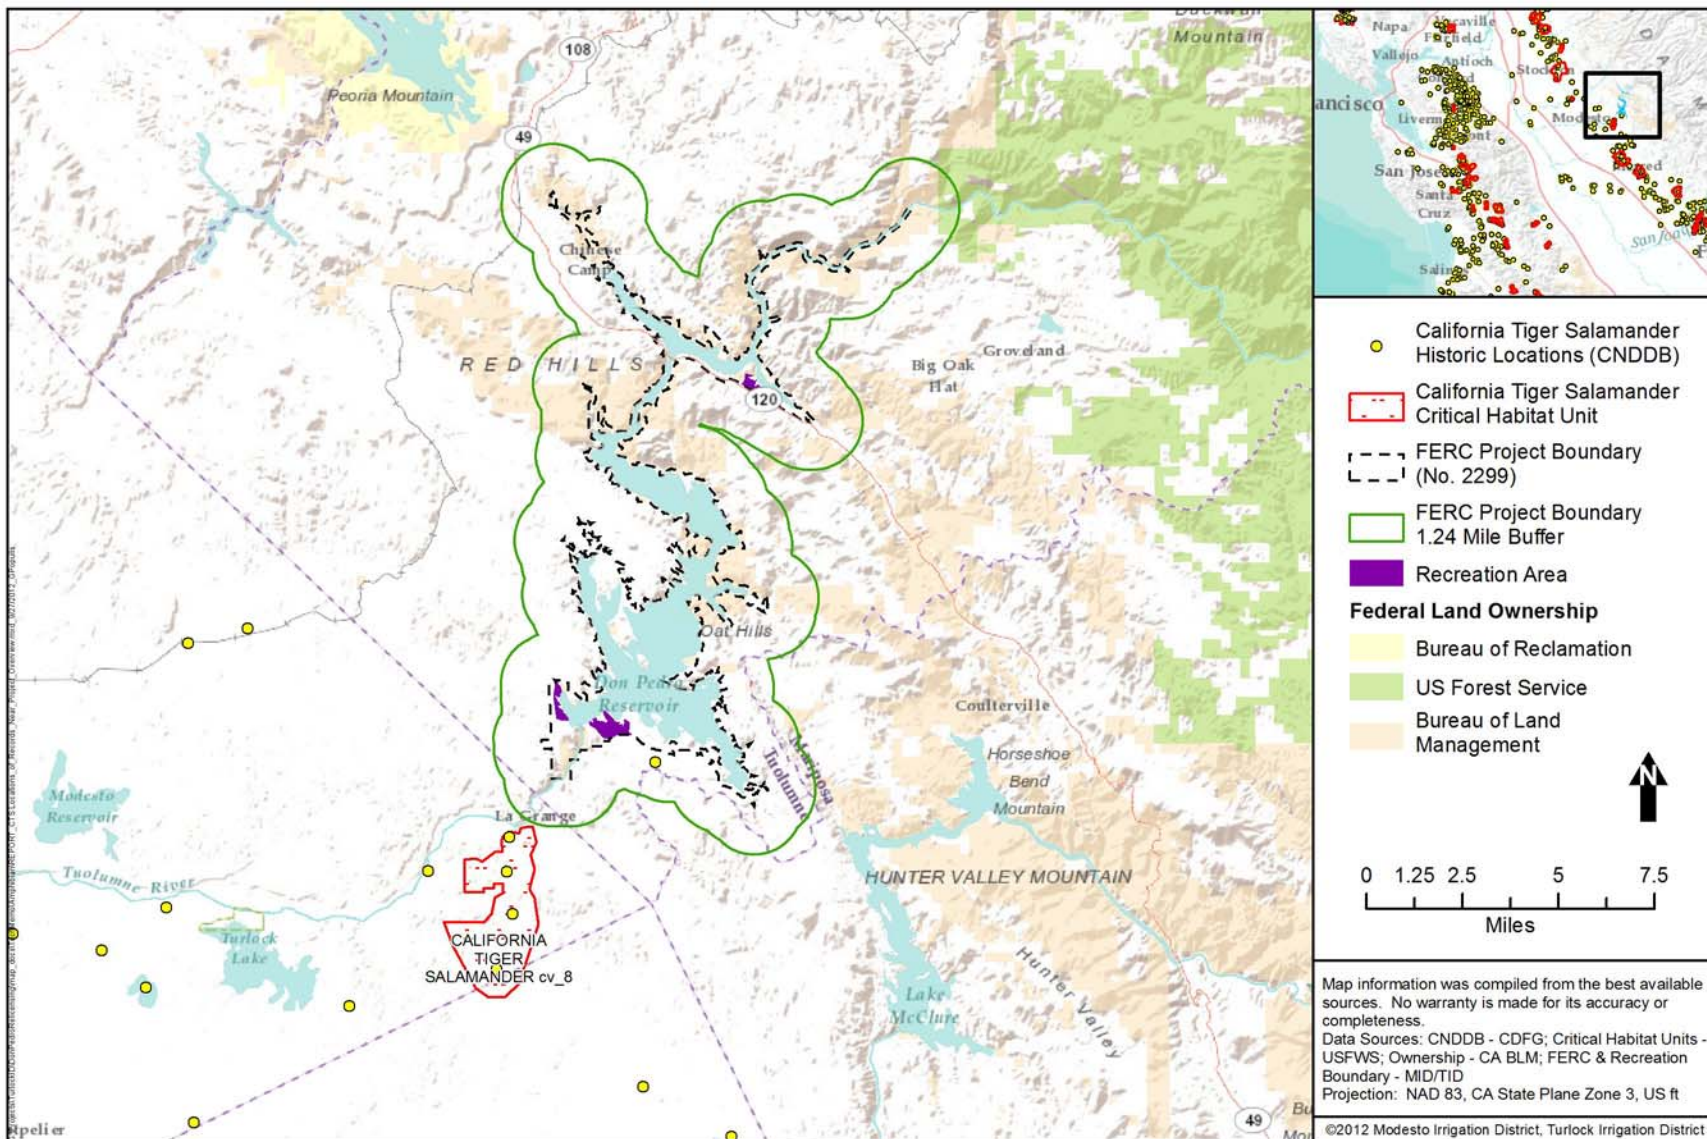 108
Mountain
Peoria Mountain
49
Chinese
Camp
RED HILLS
Big Oak
Flat
Groveland
120
Oat Hills
Don Pedro
Reservoir
Coulterville
Horseshoe
Bend
Mountain
Mariposa
Tuolumne
Modesto
Reservoir
La Grange
Tuolumne River
HUNTER VALLEY MOUNTAIN
Turlock
Lake
CALIFORNIA
TIGER
SALAMANDER cv_8
Lake
McClure
Hunter Valley
49
Napa
Vacaville
Fairfield
Vallejo
Antioch
Stockton
ancisco
Modesto
San Jose
Santa
Cruz
California Tiger Salamander
Historic Locations (CNDDB)
California Tiger Salamander
Critical Habitat Unit
FERC Project Boundary
(No. 2299)
FERC Project Boundary
1.24 Mile Buffer
Recreation Area
Federal Land Ownership
Bureau of Reclamation
US Forest Service
Bureau of Land
Management
N
0 1.25 2.5 5 7.5
Miles
Map information was compiled from the best available
sources. No warranty is made for its accuracy or
completeness.
Data Sources: CNDDB - CDFG; Critical Habitat Units -
USFWS; Ownership - CA BLM; FERC & Recreation
Boundary - MID/TID
Projection: NAD 83, CA State Plane Zone 3, US ft
©2012 Modesto Irrigation District, Turlock Irrigation District